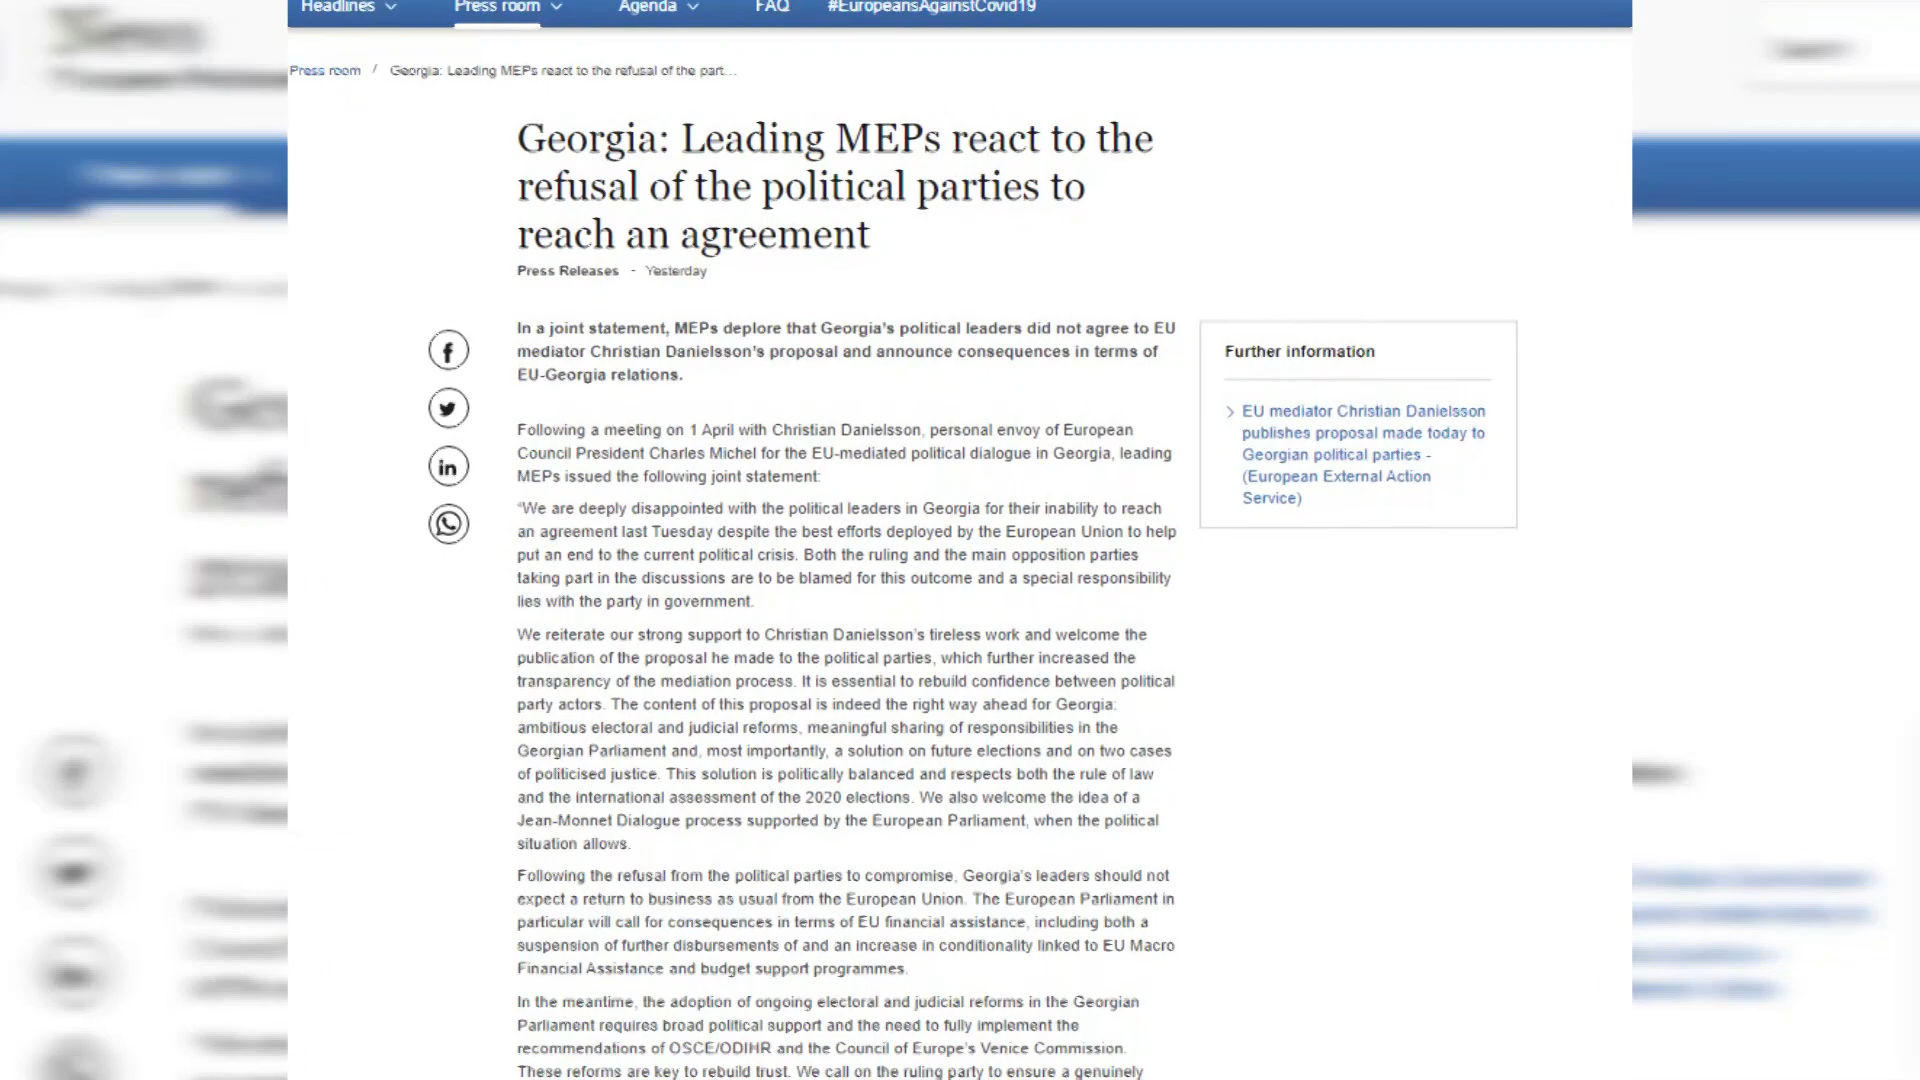 Headlines
Press room
Agenda
FAQ
#EuropeansAgainstCovid19
Press room / Georgia: Leading MEPs react to the refusal of the part...
Georgia: Leading MEPs react to the
refusal of the political parties to
reach an agreement
Press Releases - Yesterday
In a joint statement, MEPs deplore that Georgia's political leaders did not agree to EU
mediator Christian Danielsson's proposal and announce consequences in terms of
EU-Georgia relations.
Following a meeting on 1 April with Christian Danielsson, personal envoy of European
Council President Charles Michel for the EU-mediated political dialogue in Georgia, leading
MEPs issued the following joint statement:
“We are deeply disappointed with the political leaders in Georgia for their inability to reach
an agreement last Tuesday despite the best efforts deployed by the European Union to help
put an end to the current political crisis. Both the ruling and the main opposition parties
taking part in the discussions are to be blamed for this outcome and a special responsibility
lies with the party in government.
We reiterate our strong support to Christian Danielsson's tireless work and welcome the
publication of the proposal he made to the political parties, which further increased the
transparency of the mediation process. It is essential to rebuild confidence between political
party actors. The content of this proposal is indeed the right way ahead for Georgia:
ambitious electoral and judicial reforms, meaningful sharing of responsibilities in the
Georgian Parliament and, most importantly, a solution on future elections and on two cases
of politicised justice. This solution is politically balanced and respects both the rule of law
and the international assessment of the 2020 elections. We also welcome the idea of a
Jean-Monnet Dialogue process supported by the European Parliament, when the political
situation allows.
Following the refusal from the political parties to compromise, Georgia's leaders should not
expect a return to business as usual from the European Union. The European Parliament in
particular will call for consequences in terms of EU financial assistance, including both a
suspension of further disbursements of and an increase in conditionality linked to EU Macro
Financial Assistance and budget support programmes.
In the meantime, the adoption of ongoing electoral and judicial reforms in the Georgian
Parliament requires broad political support and the need to fully implement the
recommendations of OSCE/ODIHR and the Council of Europe's Venice Commission.
These reforms are key to rebuild trust. We call on the ruling party to ensure a genuinely
Further information
EU mediator Christian Danielsson
publishes proposal made today to
Georgian political parties -
(European External Action
Service)